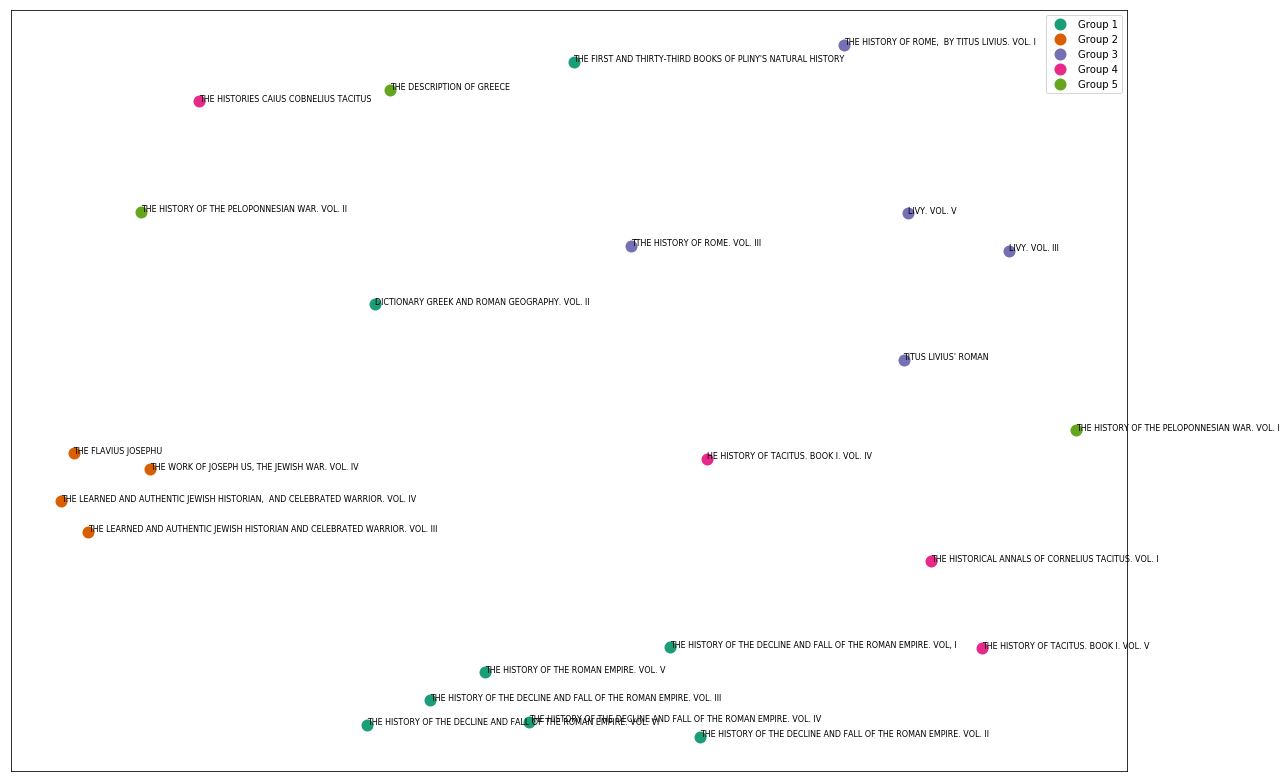 THE HISTORY OF ROME,  BY TITUS LIVIUS. VOL. I
Group 1
Group 2
Group 3
Group 4
Group 5
THE FIRST AND THIRTY-THIRD BOOKS OF PLINY'S NATURAL HISTORY
THE DESCRIPTION OF GREECE
THE HISTORIES CAIUS COBNELIUS TACITUS
THE HISTORY OF THE PELOPONNESIAN WAR. VOL. II
LIVY. VOL. V
TTHE HISTORY OF ROME. VOL. III
LIVY. VOL. III
DICTIONARY GREEK AND ROMAN GEOGRAPHY. VOL. II
TITUS LIVIUS' ROMAN
THE HISTORY OF THE PELOPONNESIAN WAR. VOL. I
THE FLAVIUS JOSEPHU
HE HISTORY OF TACITUS. BOOK I. VOL. IV
THE WORK OF JOSEPH US, THE JEWISH WAR. VOL. IV
THE LEARNED AND AUTHENTIC JEWISH HISTORIAN,  AND CELEBRATED WARRIOR. VOL. IV
THE LEARNED AND AUTHENTIC JEWISH HISTORIAN AND CELEBRATED WARRIOR. VOL. III
THE HISTORICAL ANNALS OF CORNELIUS TACITUS. VOL. I
THE HISTORY OF THE DECLINE AND FALL OF THE ROMAN EMPIRE. VOL, I
THE HISTORY OF TACITUS. BOOK I. VOL. V
THE HISTORY OF THE ROMAN EMPIRE. VOL. V
THE HISTORY OF THE DECLINE AND FALL OF THE ROMAN EMPIRE. VOL. III
THE HISTORY OF THE DECLINE AND FALL OF THE ROMAN EMPIRE. VOL. IV
THE HISTORY OF THE DECLINE AND FALL OF THE ROMAN EMPIRE. VOL. VI
THE HISTORY OF THE DECLINE AND FALL OF THE ROMAN EMPIRE. VOL. II